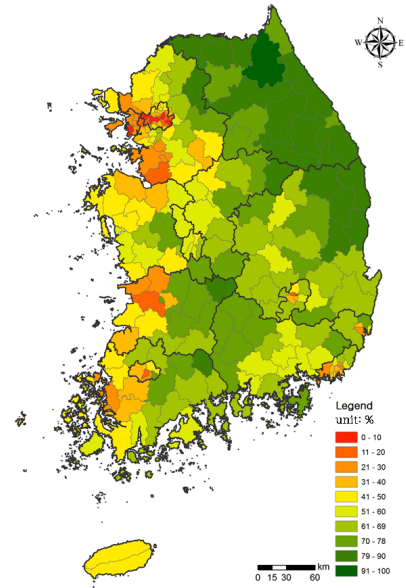 N
W E
S
Legend
unit: %
0 - 10
11 - 20
21 - 30
31 - 40
41 - 50
51 - 60
61 - 69
70 - 78
79 - 90
91 - 100
km
0 15 30 60